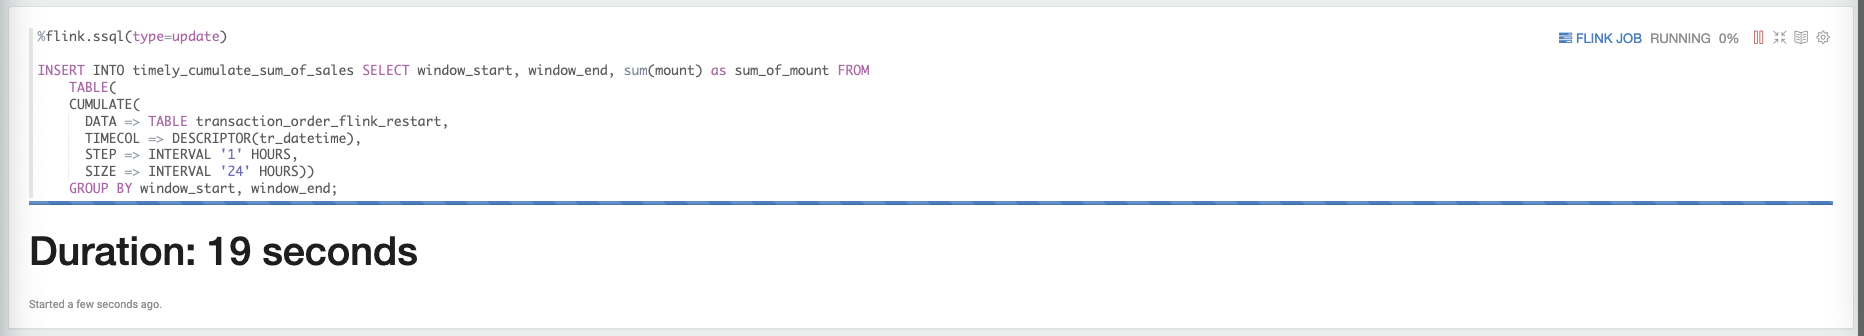 %flink.ssql(type=update)
FLINK JOB RUNNING 0%
INSERT INTO timely_cumulate_sum_of_sales SELECT window_start, window_end, sum(mount) as sum_of_mount FROM
TABLE(
CUMULATE(
DATA => TABLE transaction_order_flink_restart,
TIMECOL => DESCRIPTOR(tr_datetime),
STEP => INTERVAL '1' HOURS,
SIZE => INTERVAL '24' HOURS))
GROUP BY window_start, window_end;
Duration: 19 seconds
Started a few seconds ago.